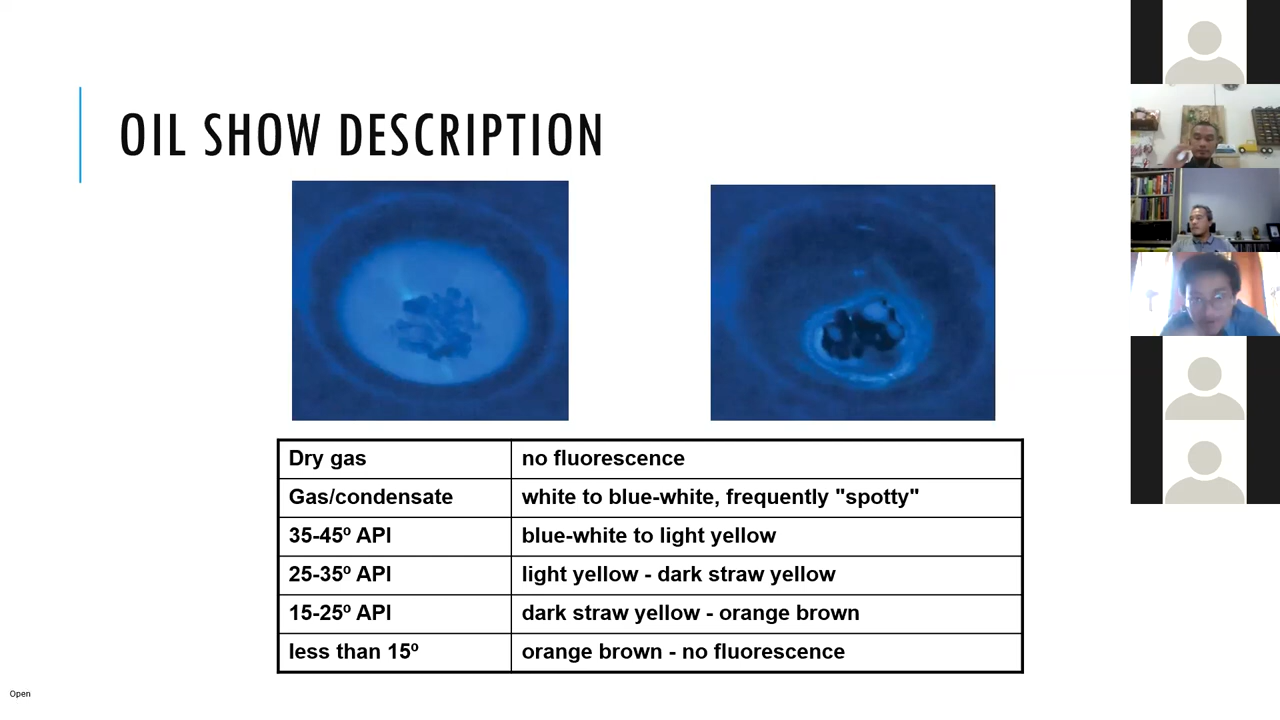 OIL SHOW DESCRIPTION
Dry gas no fluorescence
Gas/condensate white to blue-white, frequently "spotty"
35-45º API blue-white to light yellow
25-35º API light yellow - dark straw yellow
15-25º API dark straw yellow - orange brown
less than 15º orange brown - no fluorescence
Open